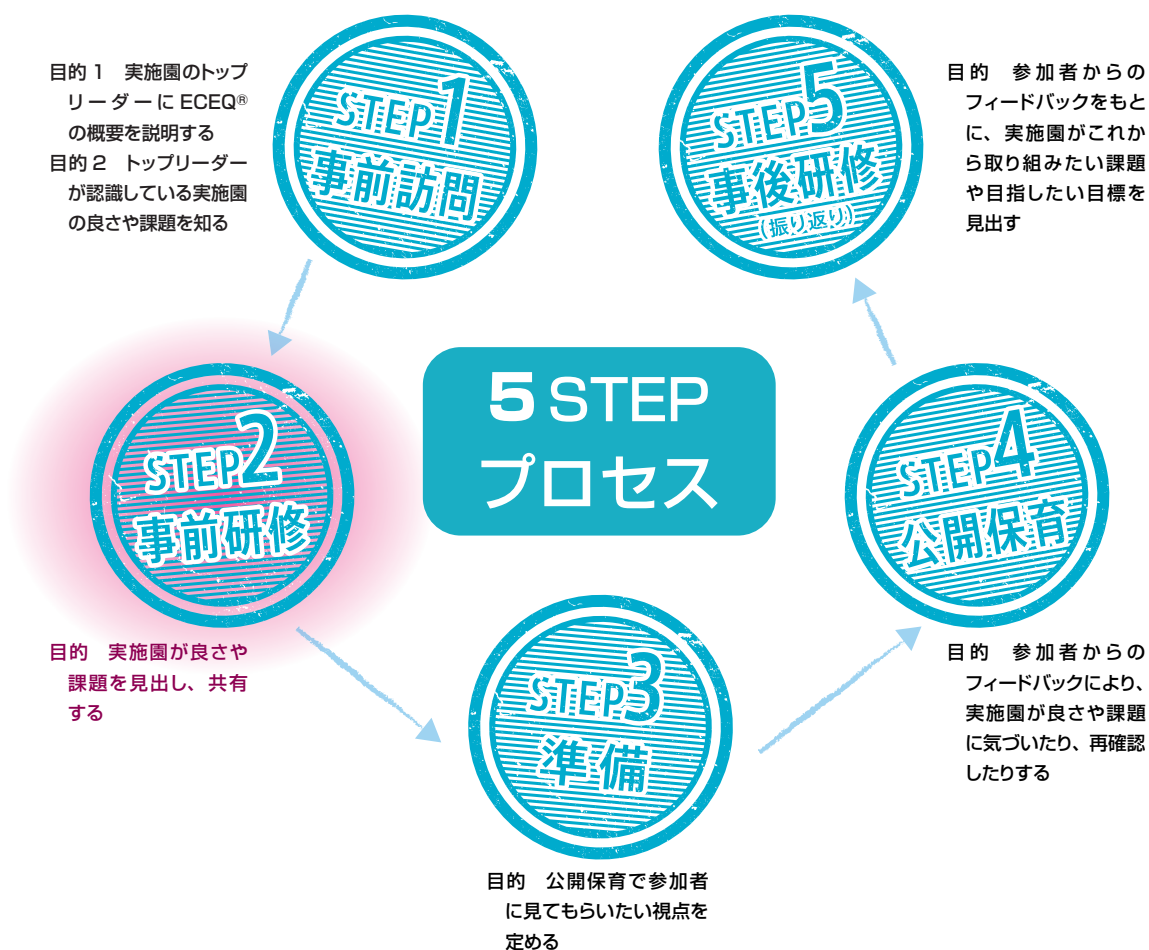 目的 1　実施園のトップ
リーダーに ECEQ®
の概要を説明する
目的 2　トップリーダー
が認識している実施園
の良さや課題を知る
STEP1
事前訪問
STEP5
事後研修
（振り返り）
目的　参加者からの
フィードバックをもと
に、実施園がこれか
ら取り組みたい課題
や目指したい目標を
見出す
5 STEP
プロセス
STEP2
事前研修
目的　実施園が良さや
課題を見出し、共有
する
STEP3
準備
目的　公開保育で参加者
に見てもらいたい視点を
定める
STEP4
公開保育
目的　参加者からの
フィードバックにより、
実施園が良さや課題
に気づいたり、再確認
したりする